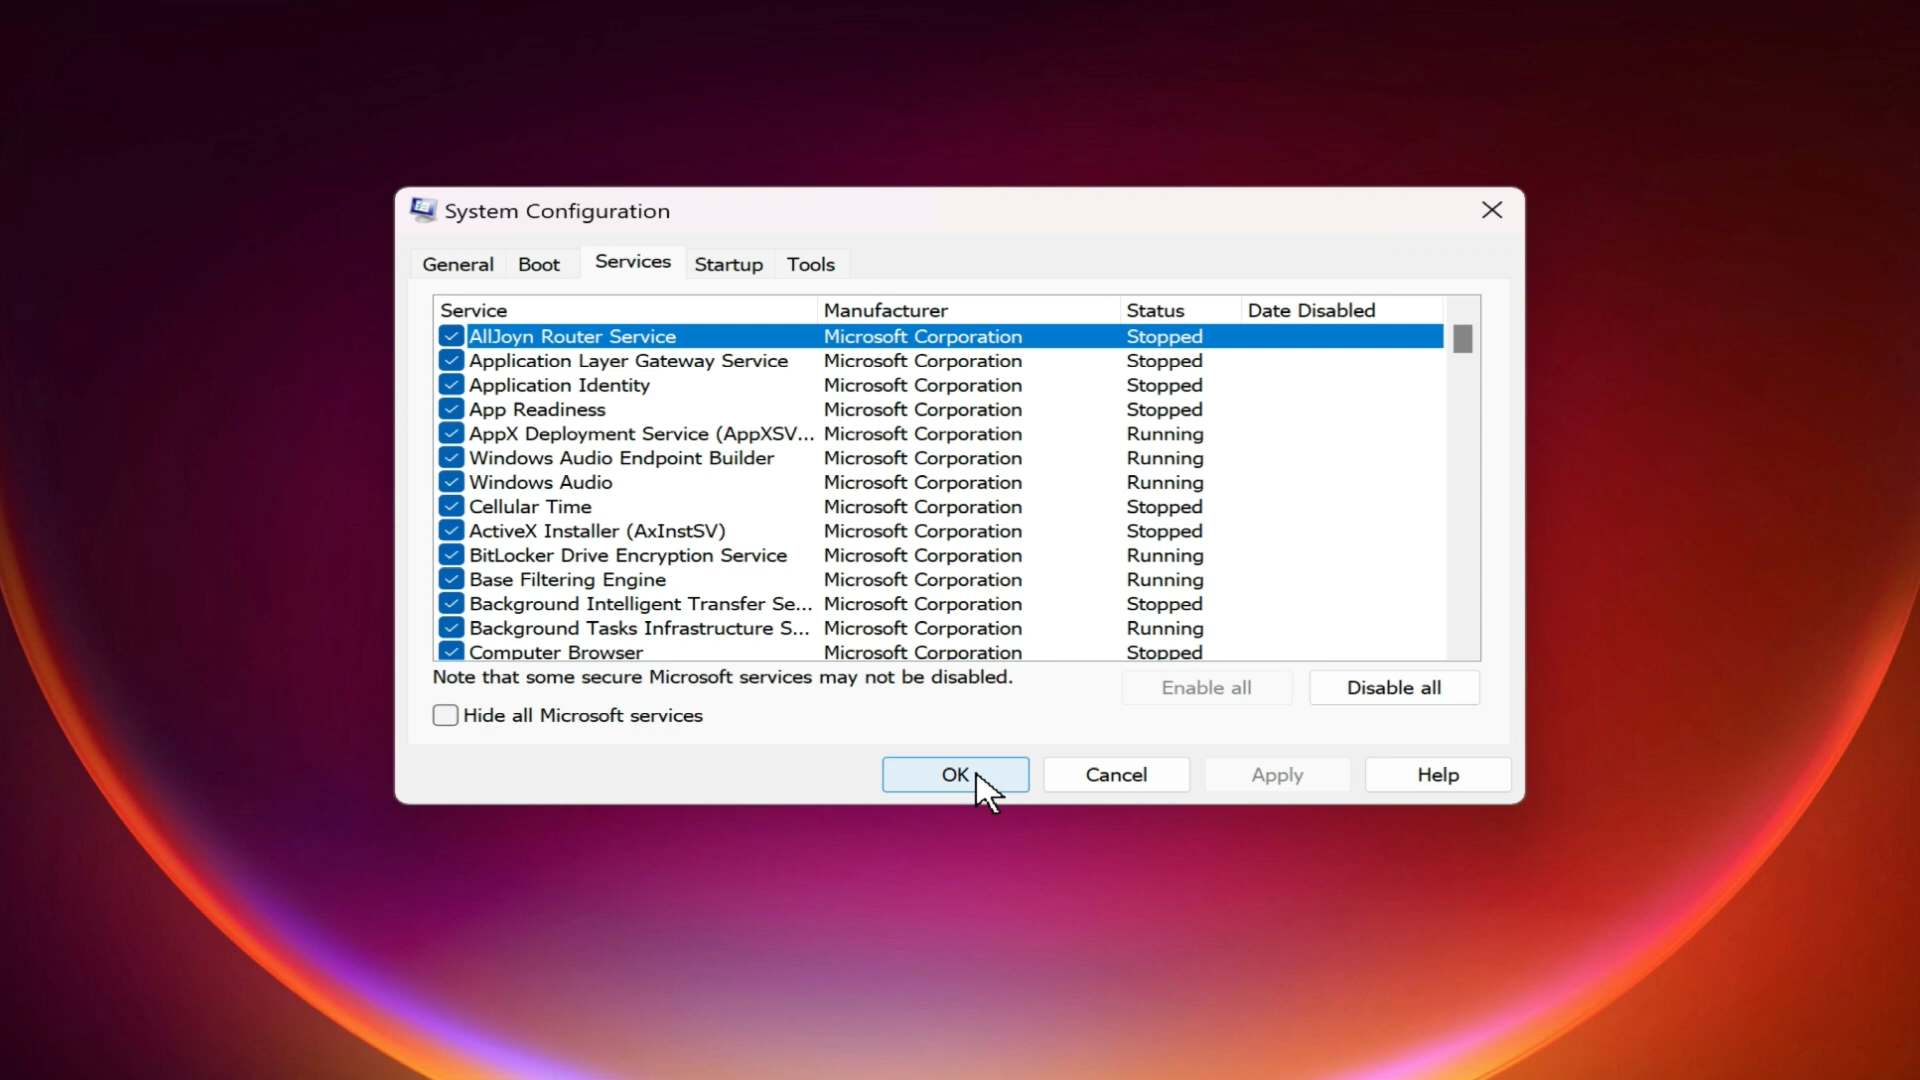 System Configuration
General Boot Services Startup Tools
Service Manufacturer Status Date Disabled
AllJoyn Router Service Microsoft Corporation Stopped
Application Layer Gateway Service Microsoft Corporation Stopped
Application Identity Microsoft Corporation Stopped
App Readiness Microsoft Corporation Stopped
AppX Deployment Service (AppXSV... Microsoft Corporation Running
Windows Audio Endpoint Builder Microsoft Corporation Running
Windows Audio Microsoft Corporation Running
Cellular Time Microsoft Corporation Stopped
ActiveX Installer (AxInstSV) Microsoft Corporation Stopped
BitLocker Drive Encryption Service Microsoft Corporation Running
Base Filtering Engine Microsoft Corporation Running
Background Intelligent Transfer Se... Microsoft Corporation Stopped
Background Tasks Infrastructure S... Microsoft Corporation Running
Computer Browser Microsoft Corporation Stopped
Note that some secure Microsoft services may not be disabled.
Enable all Disable all
Hide all Microsoft services
OK Cancel Apply Help